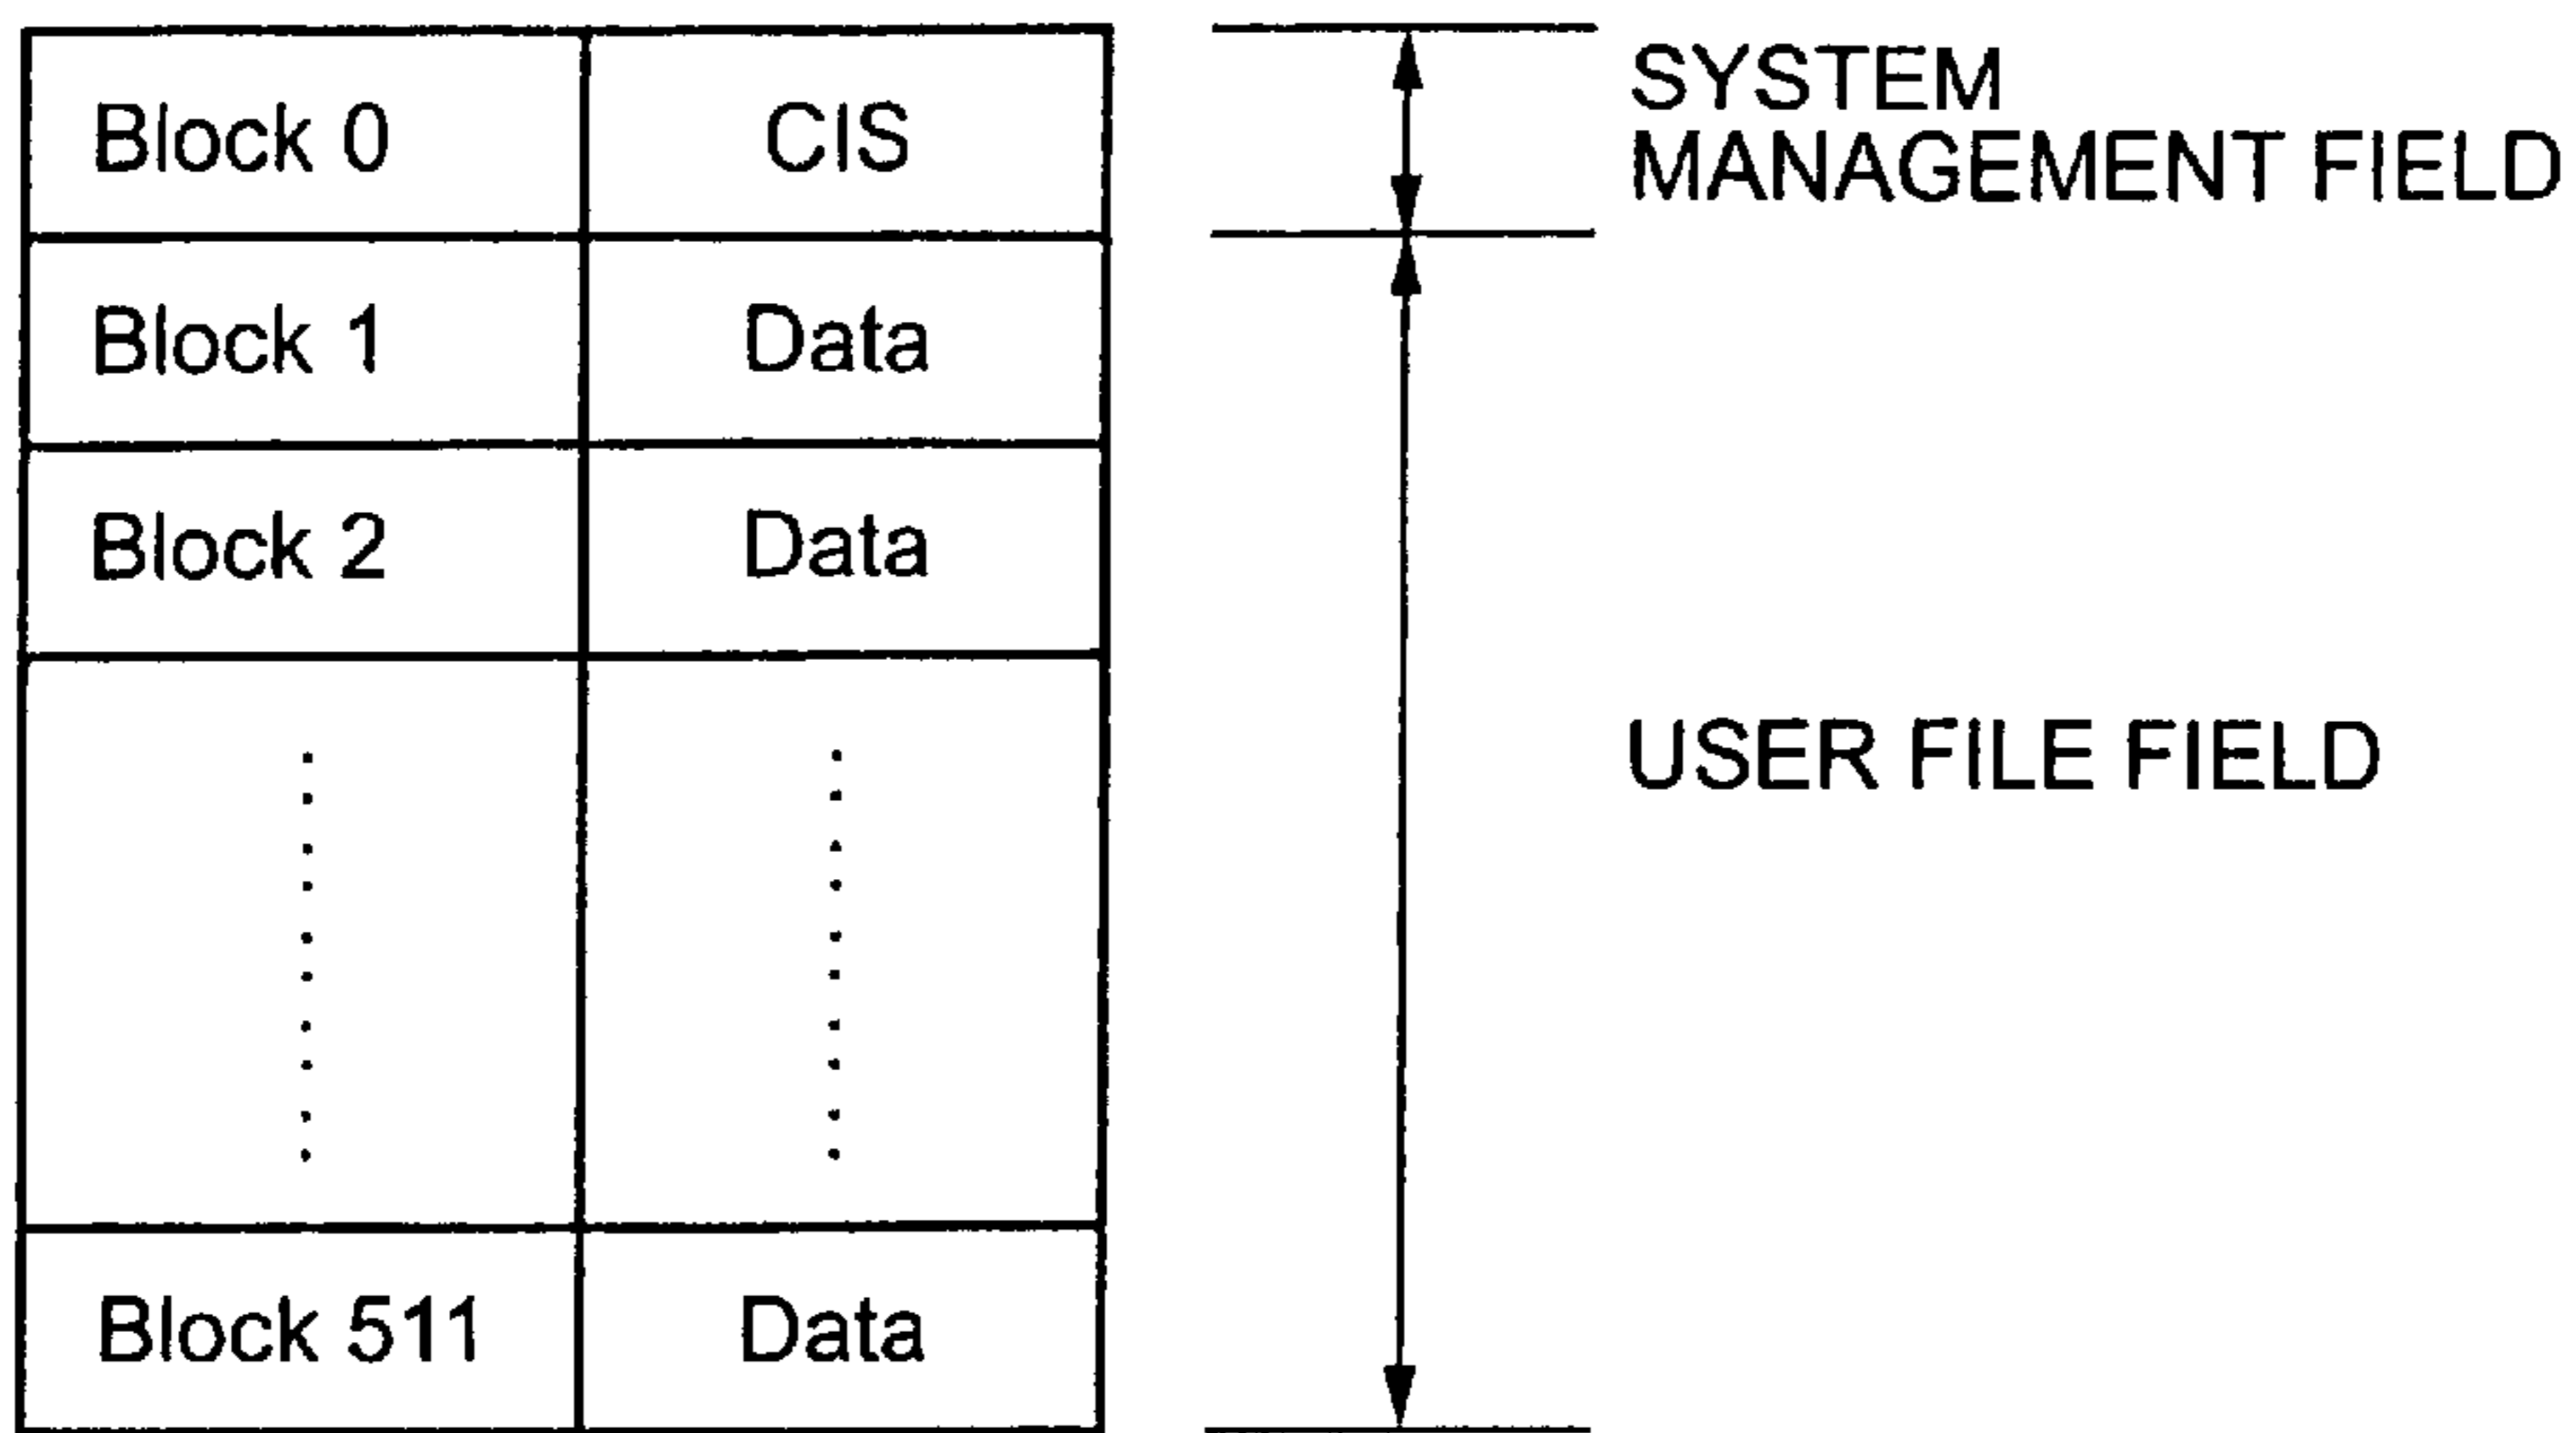 Block 0 CIS
SYSTEM
MANAGEMENT FIELD
Block 1 Data
Block 2 Data
USER FILE FIELD
Block 511 Data